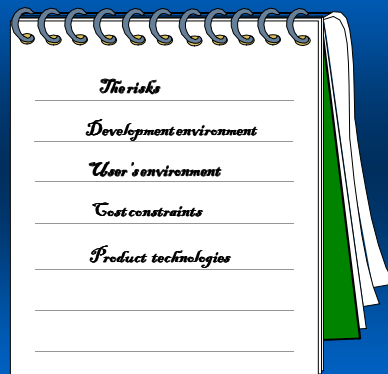 The risks
Development environment
User's environment
Cost constraints
Product technologies